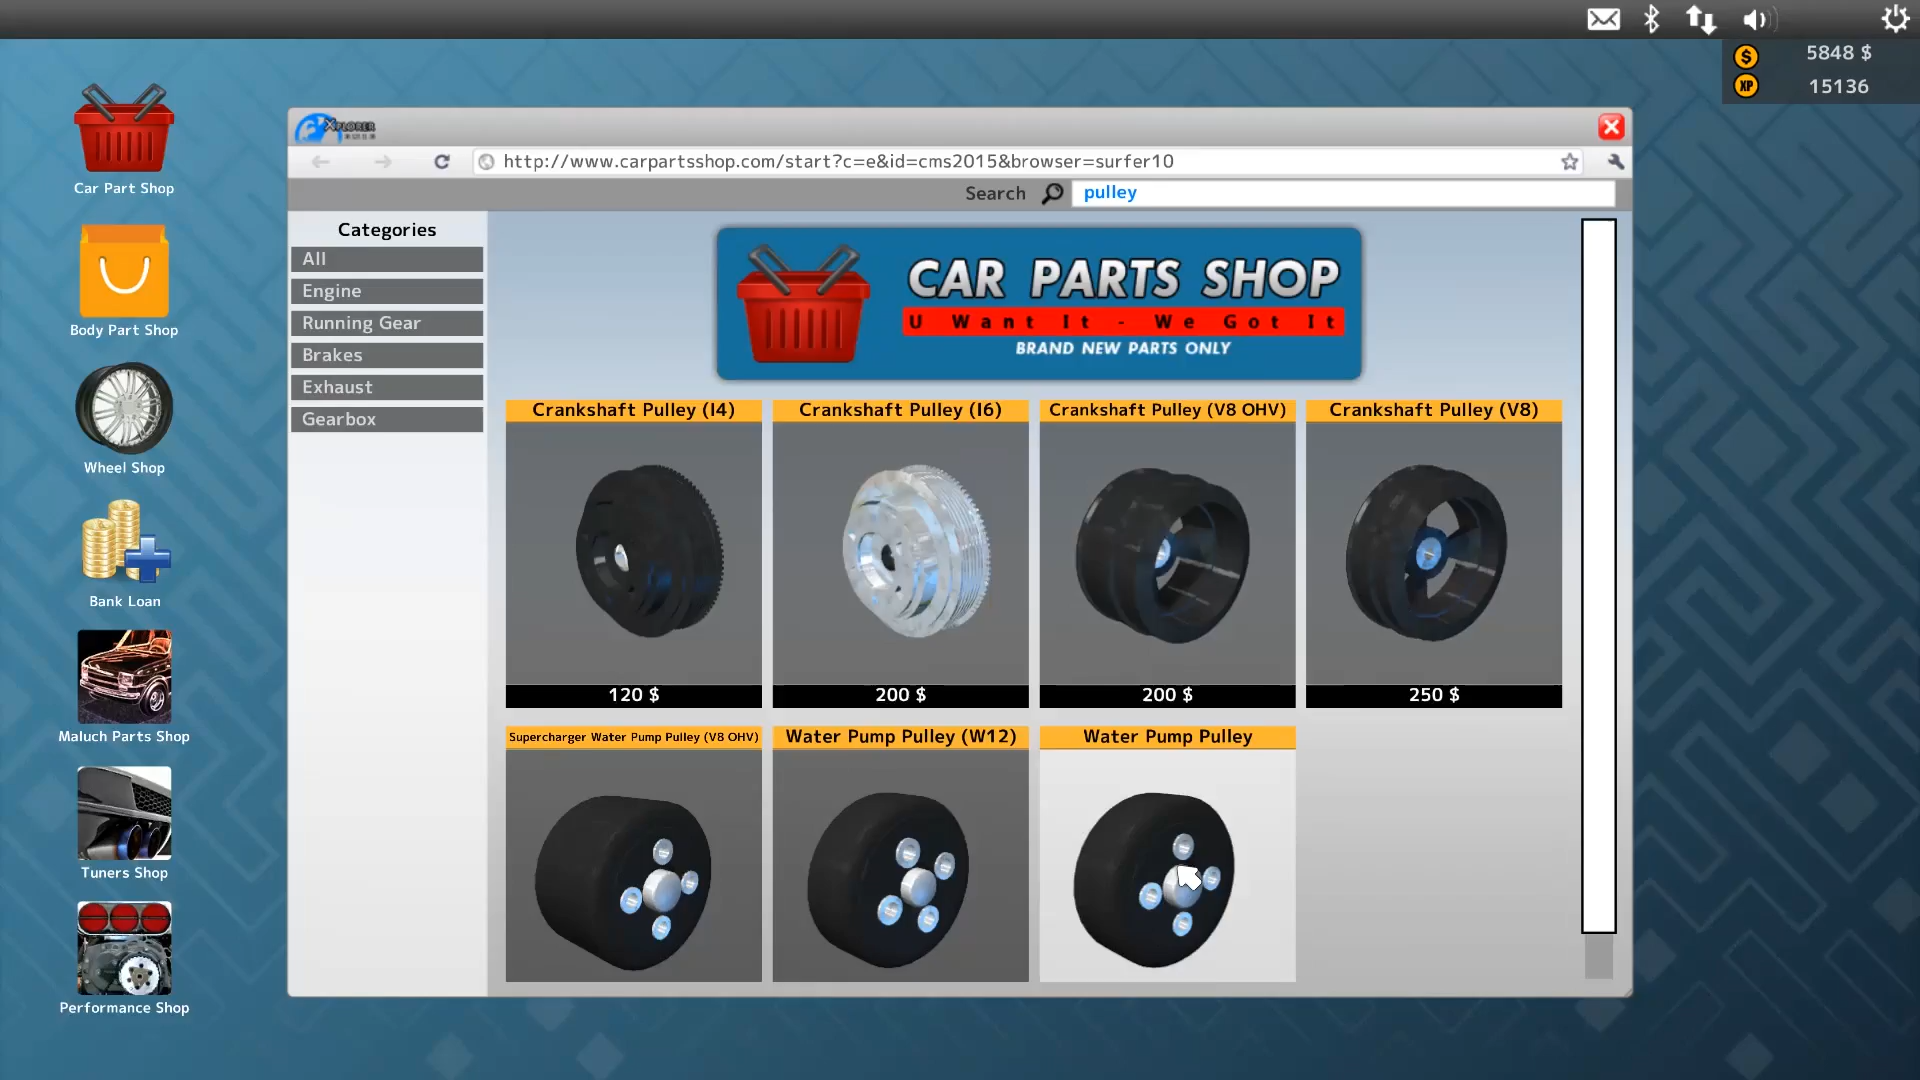 5848 $
XP
15136
Car Part Shop
Body Part Shop
Wheel Shop
Bank Loan
Maluch Parts Shop
Tuners Shop
Performance Shop
XPLORER
http://www.carpartsshop.com/start?c=e&id=cms2015&browser=surfer10
Search pulley
Categories
All
Engine
Running Gear
Brakes
Exhaust
Gearbox
CAR PARTS SHOP
U Want It - We Got It
BRAND NEW PARTS ONLY
Crankshaft Pulley (I4)
120 $
Crankshaft Pulley (I6)
200 $
Crankshaft Pulley (V8 OHV)
200 $
Crankshaft Pulley (V8)
250 $
Supercharger Water Pump Pulley (V8 OHV)
Water Pump Pulley (W12)
Water Pump Pulley